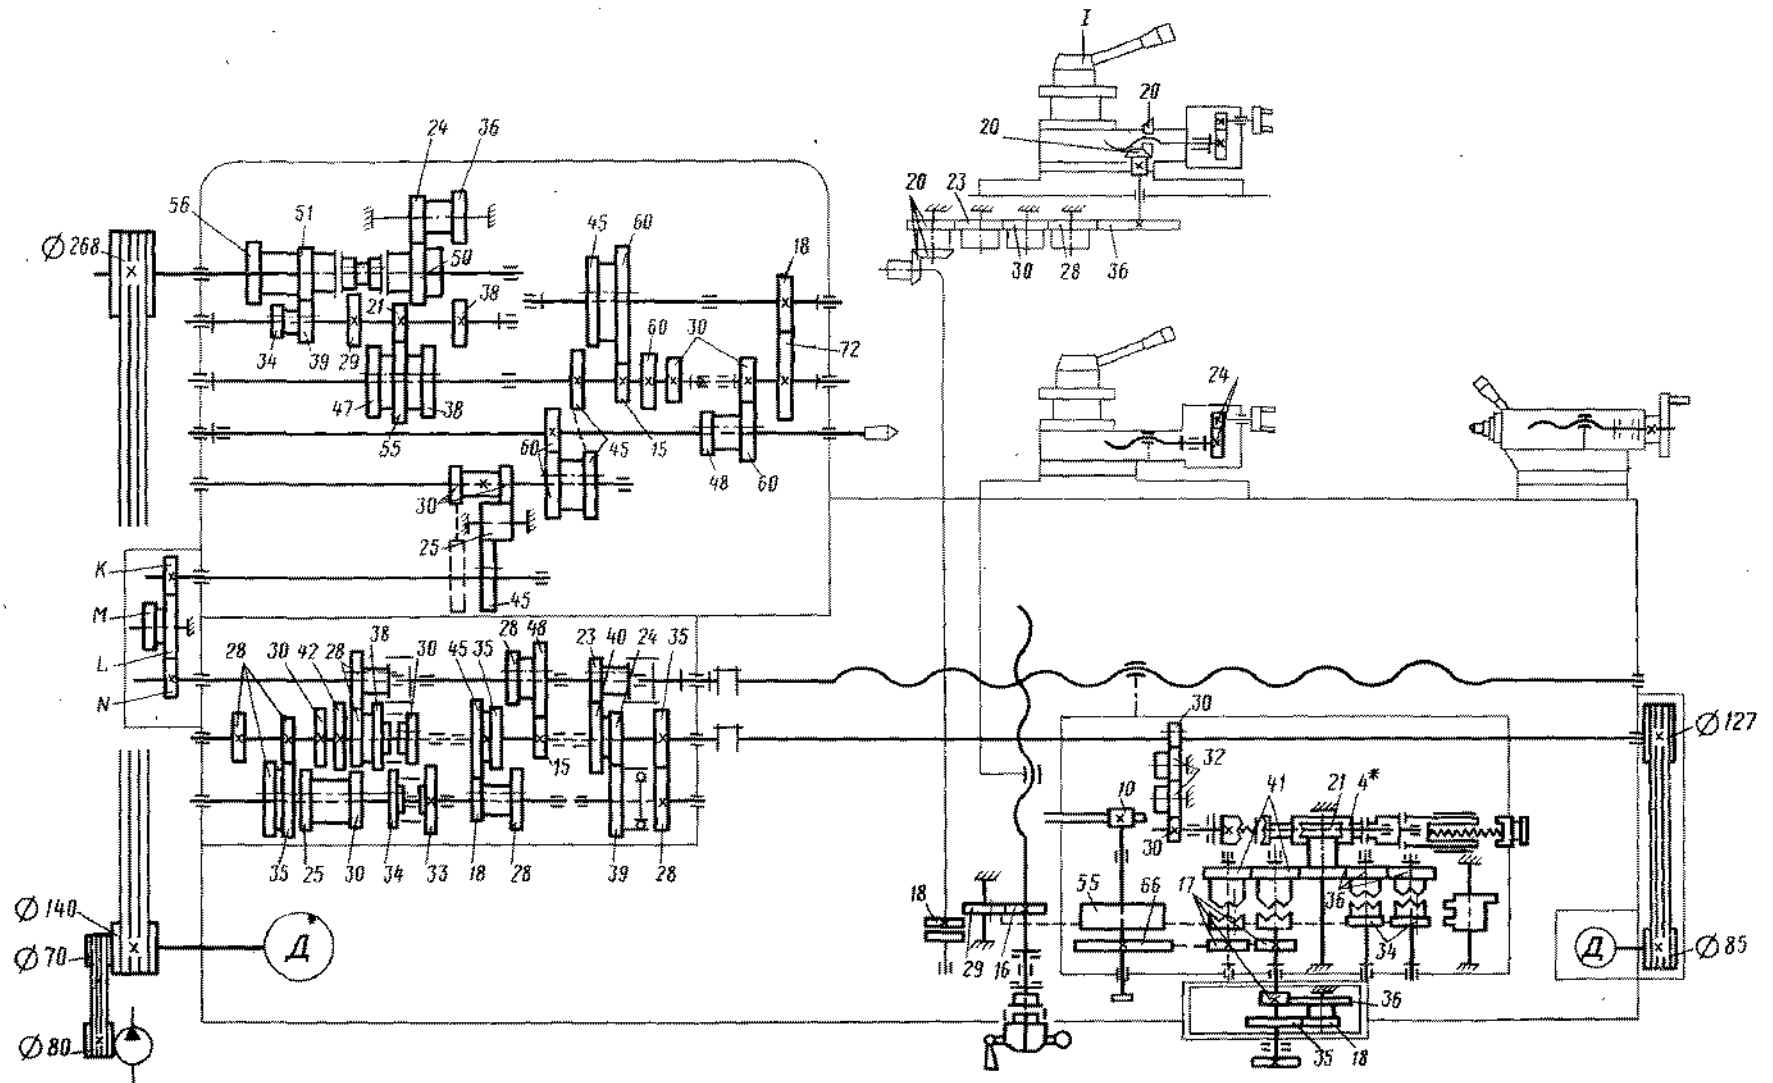 I
20
20
24 36
20 23
56 51 45 60 18
Ø268
50
30 28 36
21 38
34 39 29 60 30 72
24
47 38
55 60 45 15 48 60
30
25
K
M
45
L
N
28 30 42 28 38 30 45 35 28 48 23 40 24 35
30
Ø127
32
15
10 41 21 4*
30
35 25 30 34 33 18 28 39 28
55 66 17 36
Ø140
Д*
18
34
Д
Ø70
29 16
Ø85
36
Ø80
35 18